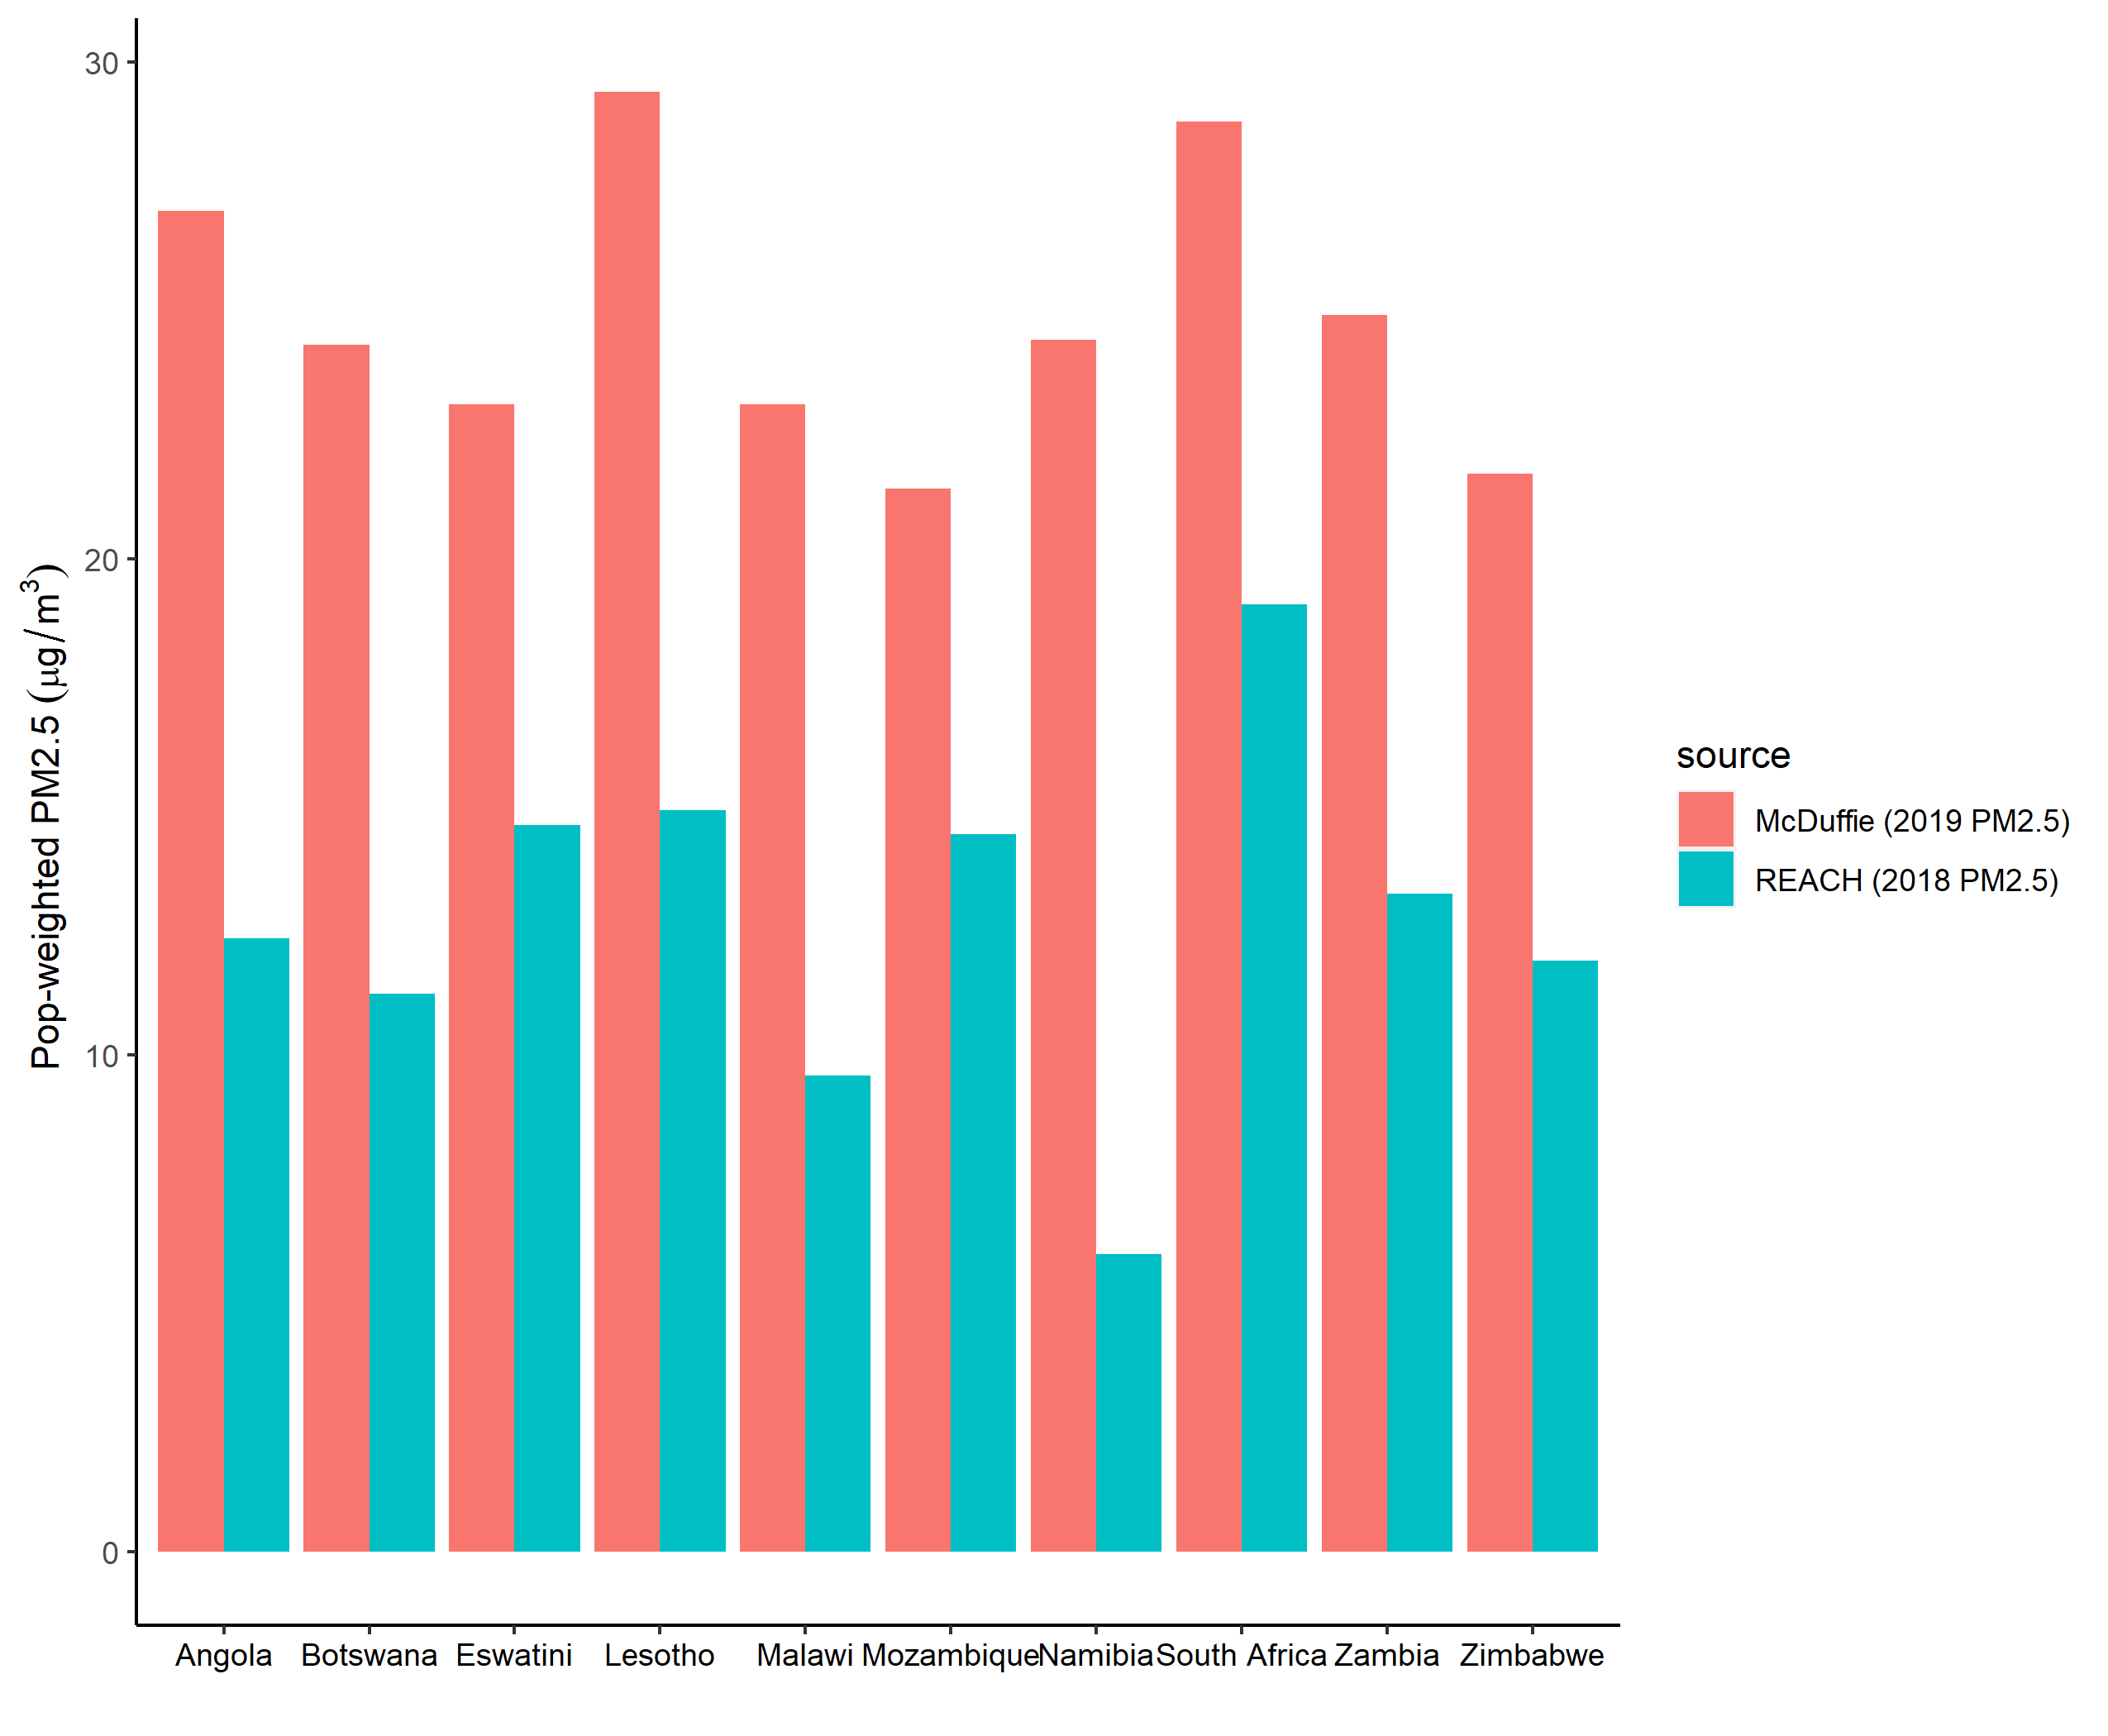 30
20
10
0
Pop-weighted PM2.5 (μg/m³)
Angola Botswana Eswatini Lesotho Malawi Mozambique Namibia South Africa Zambia Zimbabwe
source
McDuffie (2019 PM2.5)
REACH (2018 PM2.5)